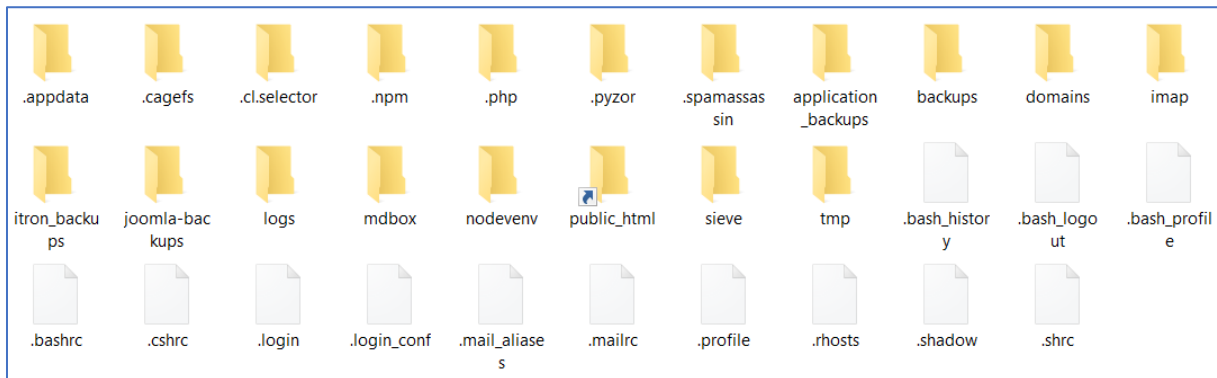 .appdata .cagefs .cl.selector .npm .php .pyzor .spamassas application backups domains imap
sin _backups
itron_backu joomla-bac logs mdbox nodevenv public_html sieve tmp .bash_histor .bash_logo .bash_profil
ps kups y ut e
.bashrc .cshrc .login .login_conf .mail_aliase .mailrc .profile .rhosts .shadow .shrc
s